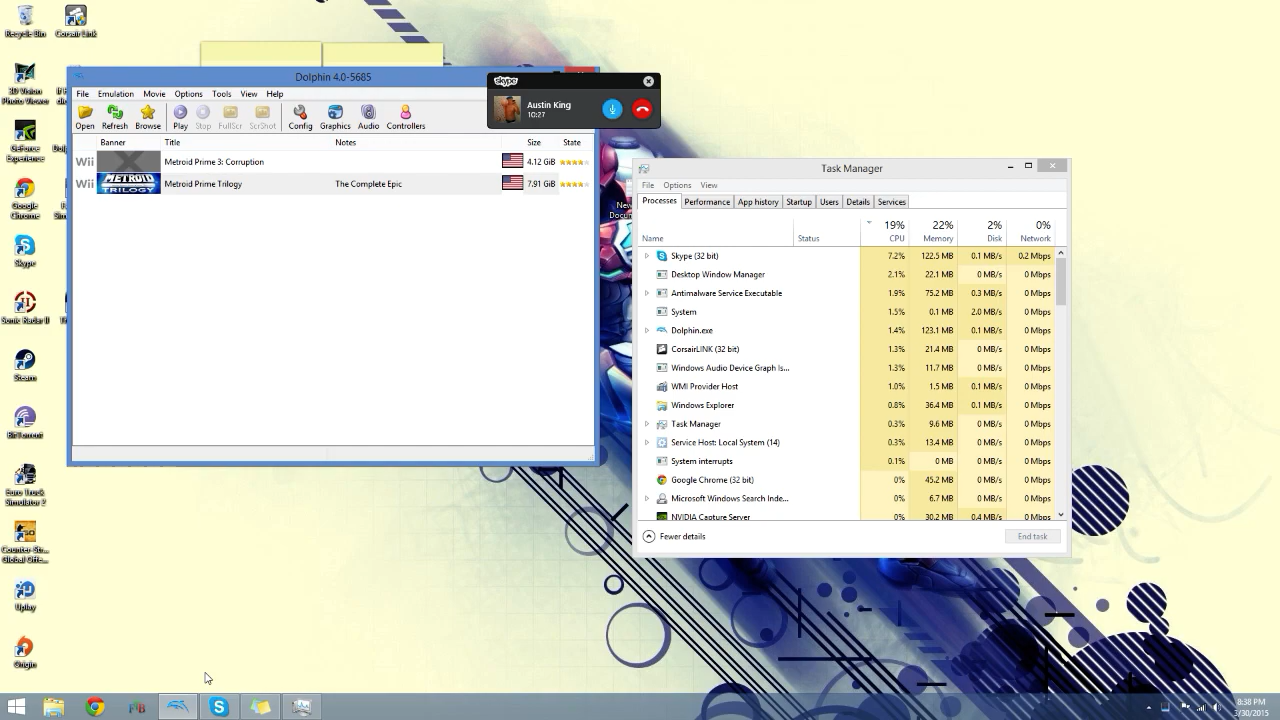 Recycle Bin
Corsair Link
3D Vision
Photo Viewer
GeForce
Experience
Google
Chrome
Skype
Sonic Radar II
Steam
BitTorrent
Euro Truck
Simulator 2
Counter-Str...
Global Offe...
Uplay
Origin
Dolphin 4.0-5685
File Emulation Movie Options Tools View Help
Open Refresh Browse Play Stop FullScr ScrShot Config Graphics Audio Controllers
Banner Title Notes Size State
Wii Metroid Prime 3: Corruption 4.12 GiB
Wii METROID TRILOGY Metroid Prime Trilogy The Complete Epic 7.91 GiB
skype
Austin King
10:27
New
Docum
Task Manager
File Options View
Processes Performance App history Startup Users Details Services
19% 22% 2% 0%
Name Status CPU Memory Disk Network
Skype (32 bit) 7.2% 122.5 MB 0.1 MB/s 0.2 Mbps
Desktop Window Manager 2.1% 22.1 MB 0 MB/s 0 Mbps
Antimalware Service Executable 1.9% 75.2 MB 0.3 MB/s 0 Mbps
System 1.5% 0.1 MB 2.0 MB/s 0 Mbps
Dolphin.exe 1.4% 123.1 MB 0.1 MB/s 0 Mbps
CorsairLINK (32 bit) 1.3% 21.4 MB 0 MB/s 0 Mbps
Windows Audio Device Graph Is... 1.3% 11.7 MB 0 MB/s 0 Mbps
WMI Provider Host 1.0% 1.5 MB 0.1 MB/s 0 Mbps
Windows Explorer 0.8% 36.4 MB 0.1 MB/s 0 Mbps
Task Manager 0.3% 9.6 MB 0 MB/s 0 Mbps
Service Host: Local System (14) 0.3% 13.4 MB 0 MB/s 0 Mbps
System interrupts 0.1% 0 MB 0 MB/s 0 Mbps
Google Chrome (32 bit) 0% 45.2 MB 0 MB/s 0 Mbps
Microsoft Windows Search Inde... 0% 6.7 MB 0 MB/s 0 Mbps
NVIDIA Capture Server 0% 30.2 MB 0.4 MB/s 0 Mbps
Fewer details End task
8:38 PM
3/30/2015